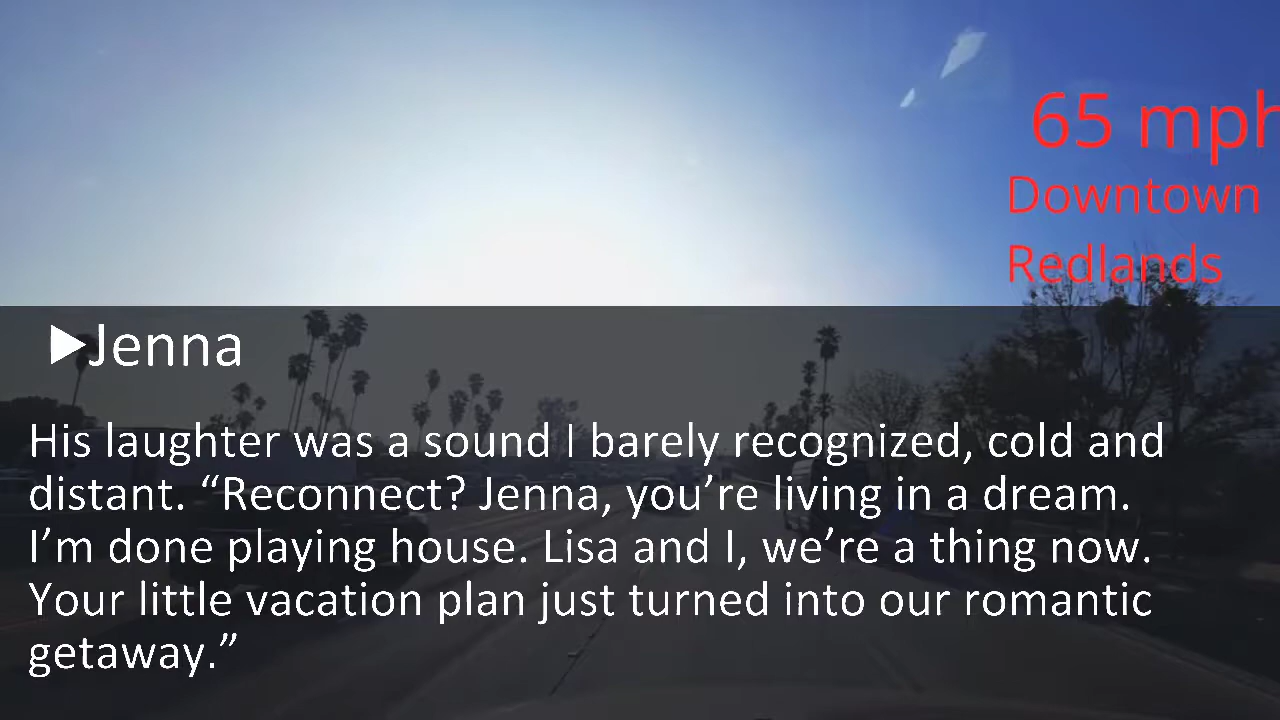 65 mph
Downtown
Redlands
Jenna
His laughter was a sound I barely recognized, cold and
distant. “Reconnect? Jenna, you’re living in a dream.
I’m done playing house. Lisa and I, we’re a thing now.
Your little vacation plan just turned into our romantic
getaway.”